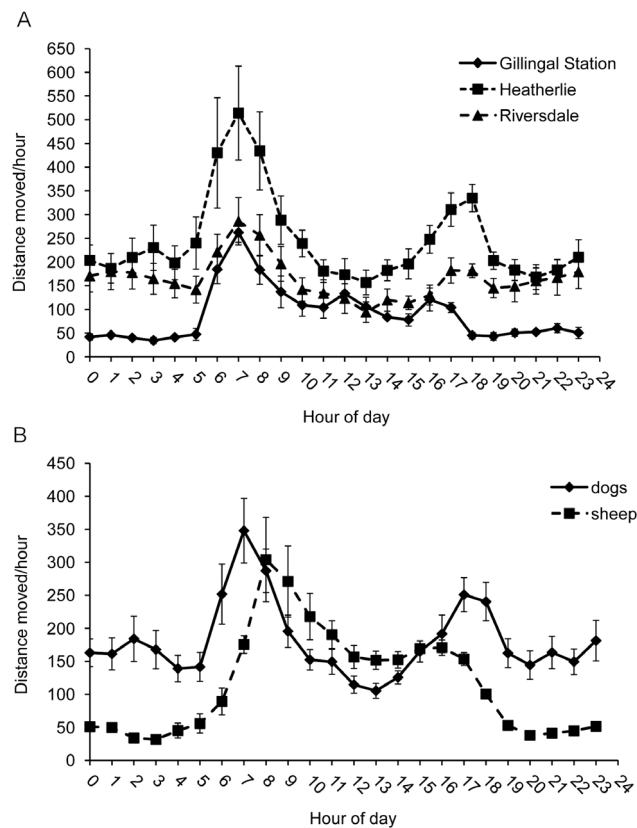 A
650
600
550
500
450
400
350
300
250
200
150
100
50
0
Distance moved/hour
Gillingal Station
Heatherlie
Riversdale
0 1 2 3 4 5 6 7 8 9 10 11 12 13 14 15 16 17 18 19 20 21 22 23 24
Hour of day
B
450
400
350
300
250
200
150
100
50
0
Distance moved/hour
dogs
sheep
0 1 2 3 4 5 6 7 8 9 10 11 12 13 14 15 16 17 18 19 20 21 22 23 24
Hour of day